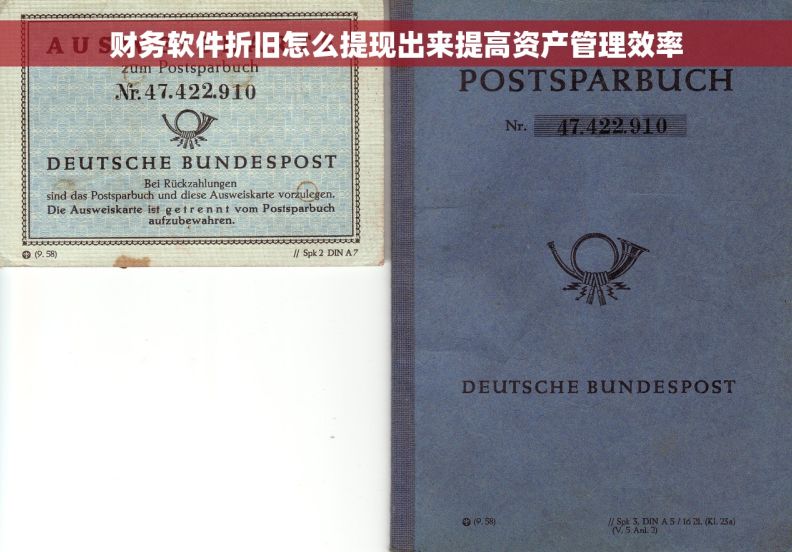 财务软件折旧怎么提现出来提高资产管理效率
AUS
zum Postsparbuch
Nr. 47.422.910
DEUTSCHE BUNDESPOST
Bei Rückzahlungen
sind das Postsparbuch und diese Ausweiskarte vorzulegen.
Die Ausweiskarte ist getrennt vom Postsparbuch
aufzubewahren.
(9. 58)
// Spk 2 DIN A 7
POSTSPARBUCH
Nr. 47.422.910
DEUTSCHE BUNDESPOST
(9. 58)
// Spk 3, DIN A 5 / 16 Bl. (Kl. 25a)
(V. 5 Anl. 2)